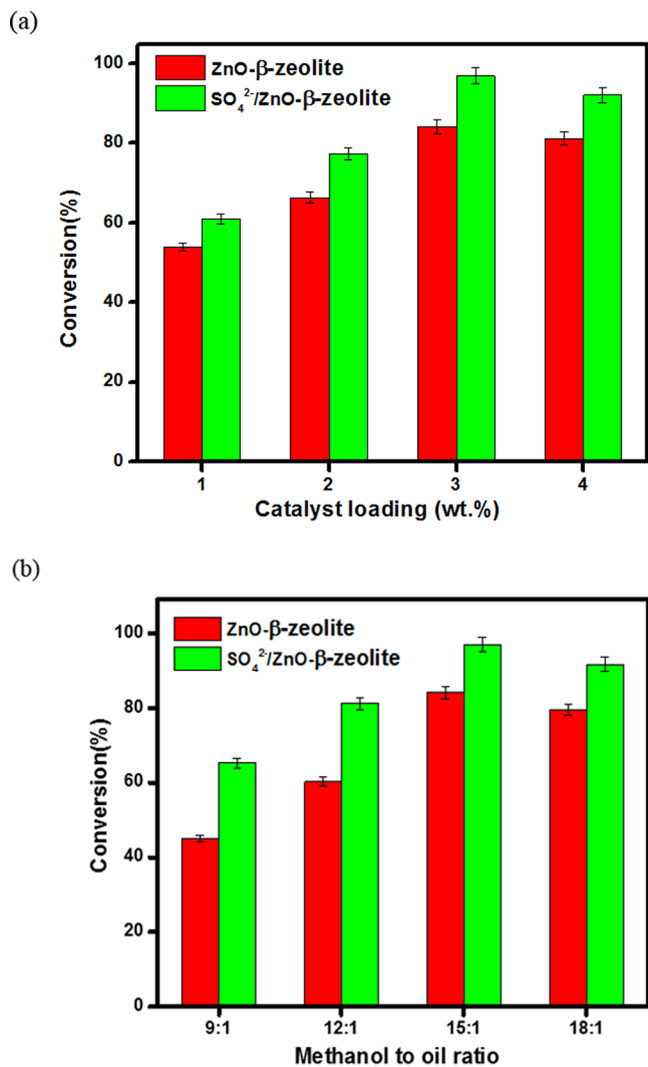 (a)
100
80
60
40
20
0
Conversion(%)
ZnO-β-zeolite
SO₄²⁻/ZnO-β-zeolite
1 2 3 4
Catalyst loading (wt.%)
(b)
100
80
60
40
20
0
Conversion(%)
ZnO-β-zeolite
SO₄²⁻/ZnO-β-zeolite
9:1 12:1 15:1 18:1
Methanol to oil ratio